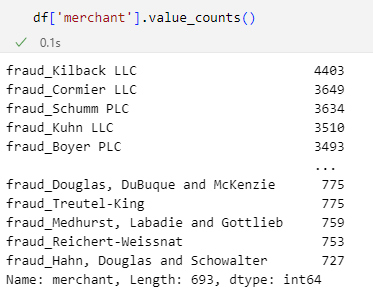 df['merchant'].value_counts()
✓ 0.1s
fraud_Kilback LLC 4403
fraud_Cormier LLC 3649
fraud_Schumm PLC 3634
fraud_Kuhn LLC 3510
fraud_Boyer PLC 3493
...
fraud_Douglas, DuBuque and McKenzie 775
fraud_Treutel-King 775
fraud_Medhurst, Labadie and Gottlieb 759
fraud_Reichert-Weissnat 753
fraud_Hahn, Douglas and Schowalter 727
Name: merchant, Length: 693, dtype: int64